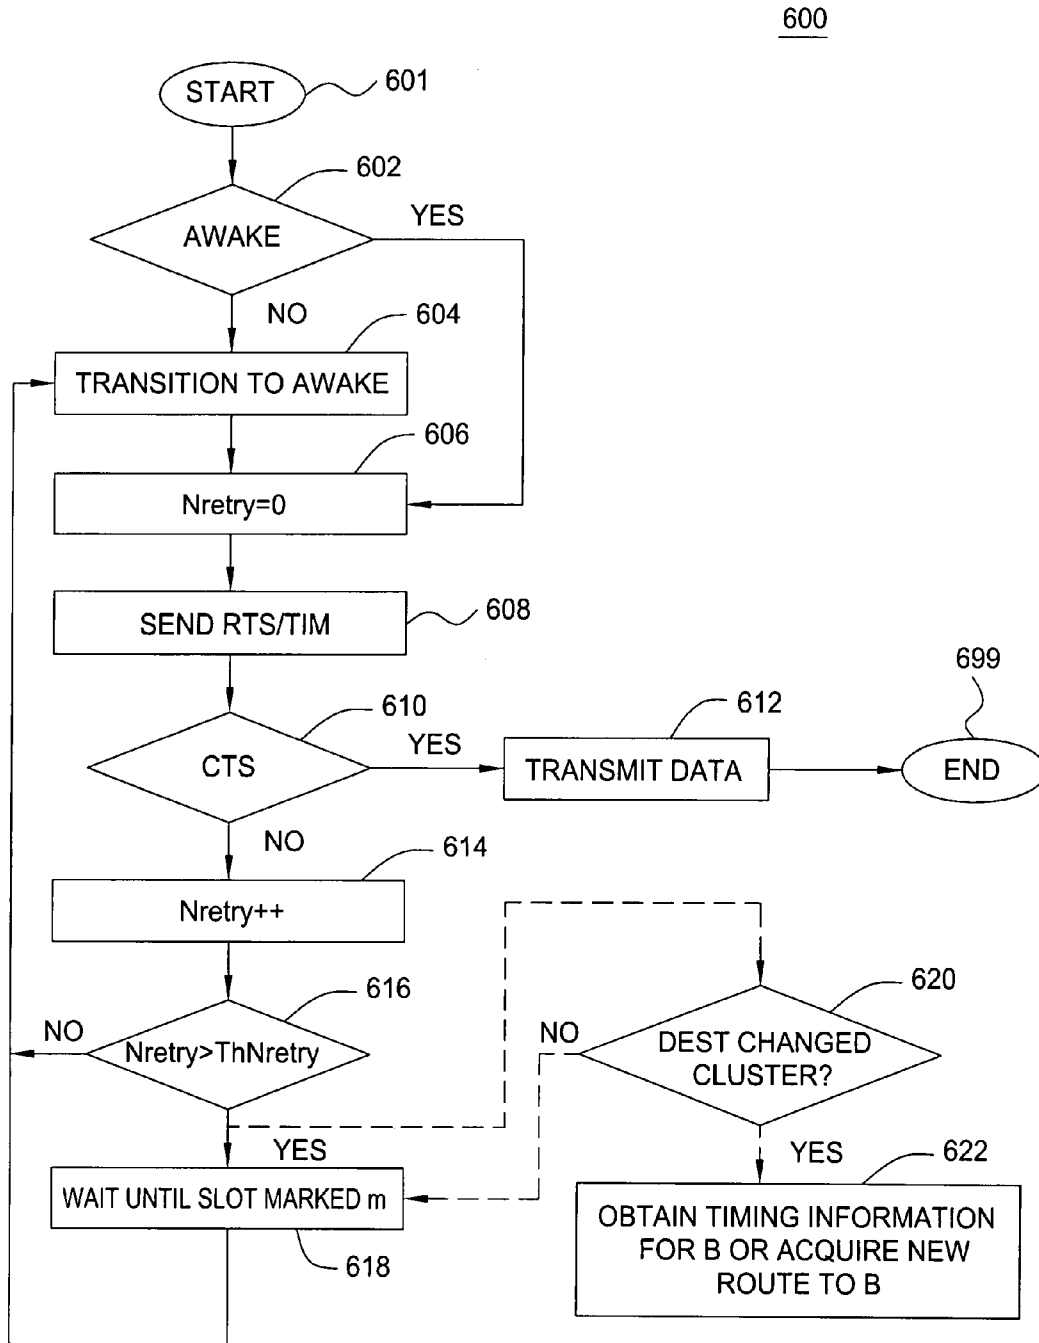 600
START
601
602
AWAKE
YES
NO
604
TRANSITION TO AWAKE
606
Nretry=0
SEND RTS/TIM
608
610
CTS
YES
612
TRANSMIT DATA
699
END
NO
614
Nretry++
616
NO
Nretry>ThNretry
YES
620
NO
DEST CHANGED
CLUSTER?
YES
WAIT UNTIL SLOT MARKED m
618
622
OBTAIN TIMING INFORMATION
FOR B OR ACQUIRE NEW
ROUTE TO B